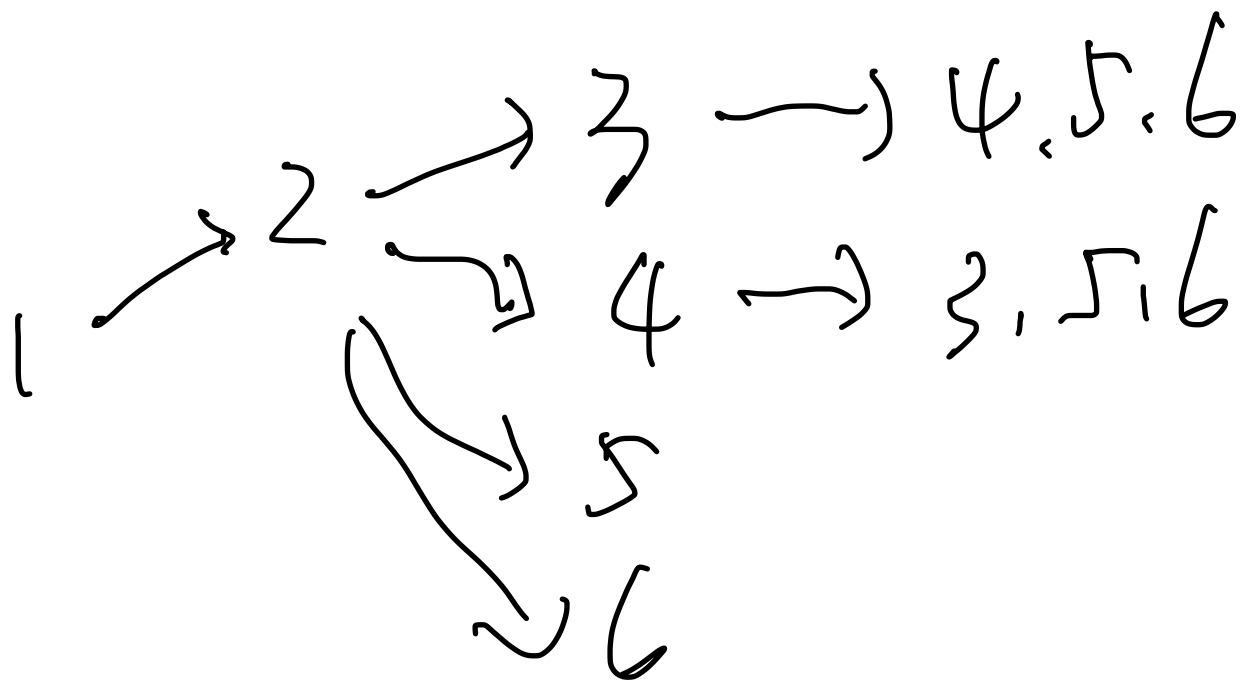 1 → 2 → 3 → 4.5.6
→ 4 → 3,5,6
→ 5
→ 6